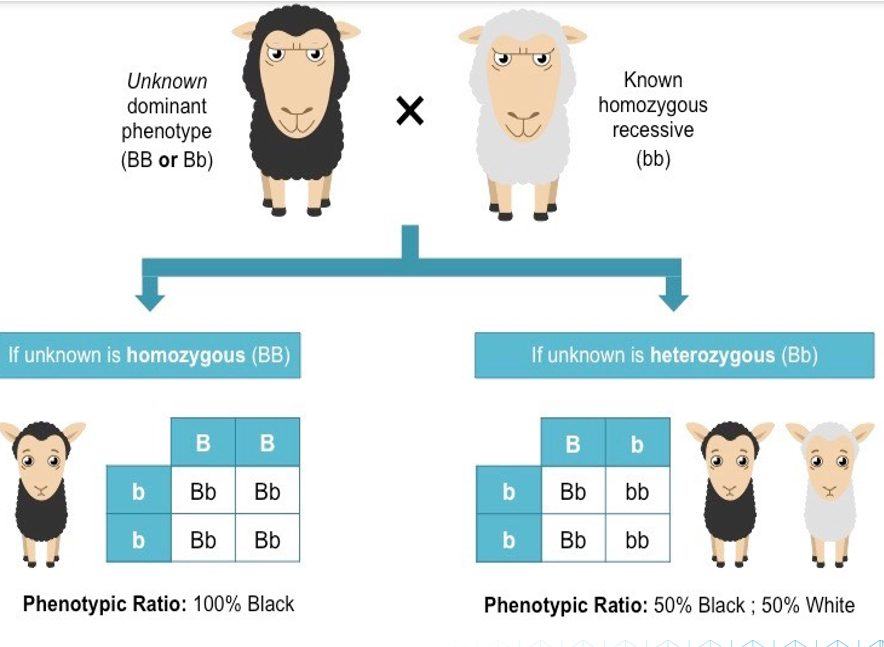 Unknown
dominant
phenotype
(BB or Bb)
×
Known
homozygous
recessive
(bb)
If unknown is homozygous (BB)
B B
b Bb Bb
b Bb Bb
Phenotypic Ratio: 100% Black
If unknown is heterozygous (Bb)
B b
b Bb bb
b Bb bb
Phenotypic Ratio: 50% Black ; 50% White